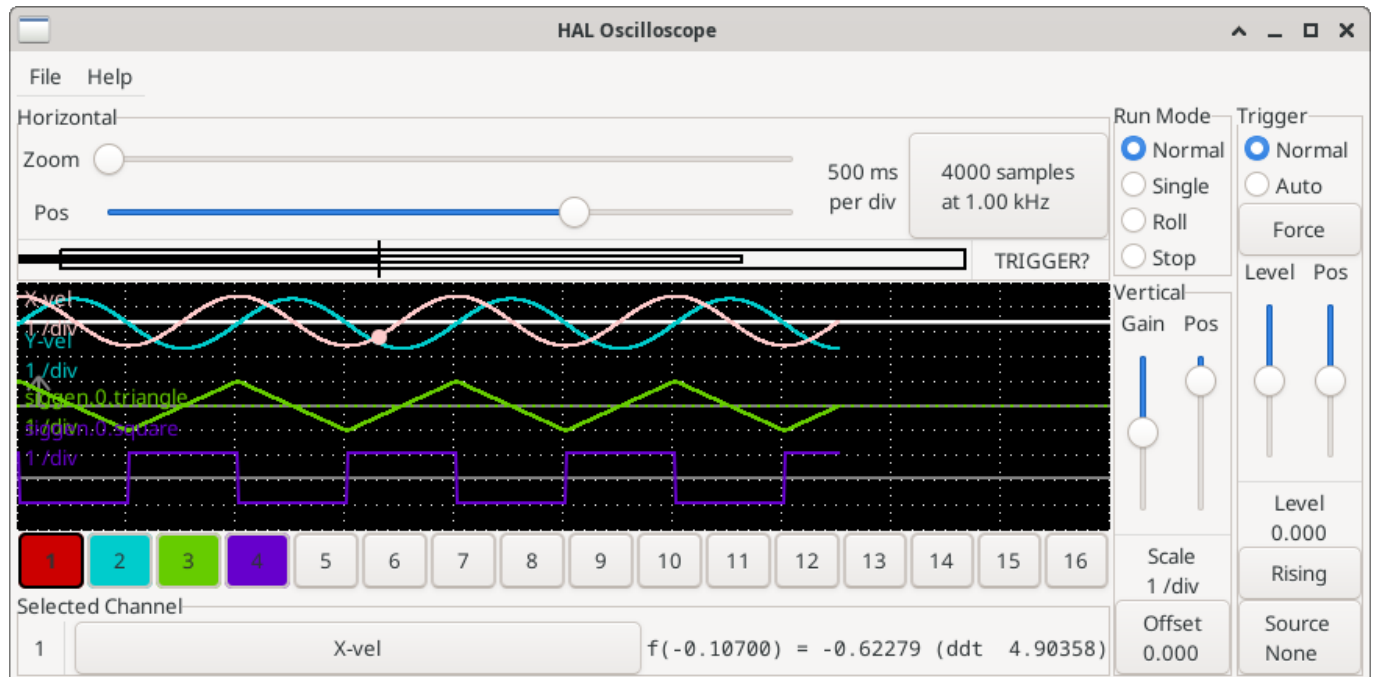 HAL Oscilloscope
File Help
Horizontal
Zoom
Pos
500 ms
per div
4000 samples
at 1.00 kHz
TRIGGER?
Run Mode
Normal
Single
Roll
Stop
Trigger
Normal
Auto
Force
Level Pos
Level
0.000
Rising
Source
None
Vertical
Gain Pos
Scale
1 /div
Offset
0.000
X-vel
1 /div
Y-vel
1 /div
siggen.0.triangle
1 /div
siggen.0.square
1 /div
1 2 3 4 5 6 7 8 9 10 11 12 13 14 15 16
Selected Channel
1 X-vel f(-0.10700) = -0.62279 (ddt 4.90358)